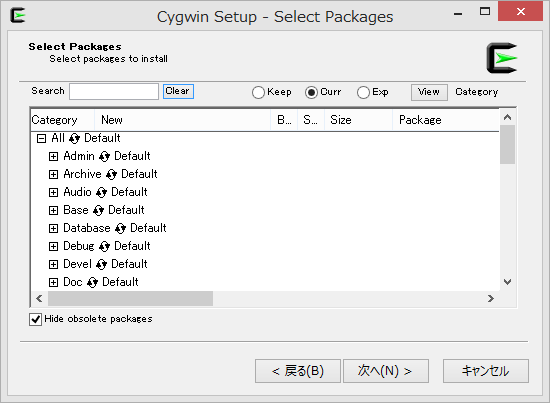 Cygwin Setup - Select Packages
Select Packages
Select packages to install
Search Clear Keep Curr Exp View Category
Category New B... S... Size Package
All Default
Admin Default
Archive Default
Audio Default
Base Default
Database Default
Debug Default
Devel Default
Doc Default
Hide obsolete packages
< 戻る(B) 次へ(N) > キャンセル